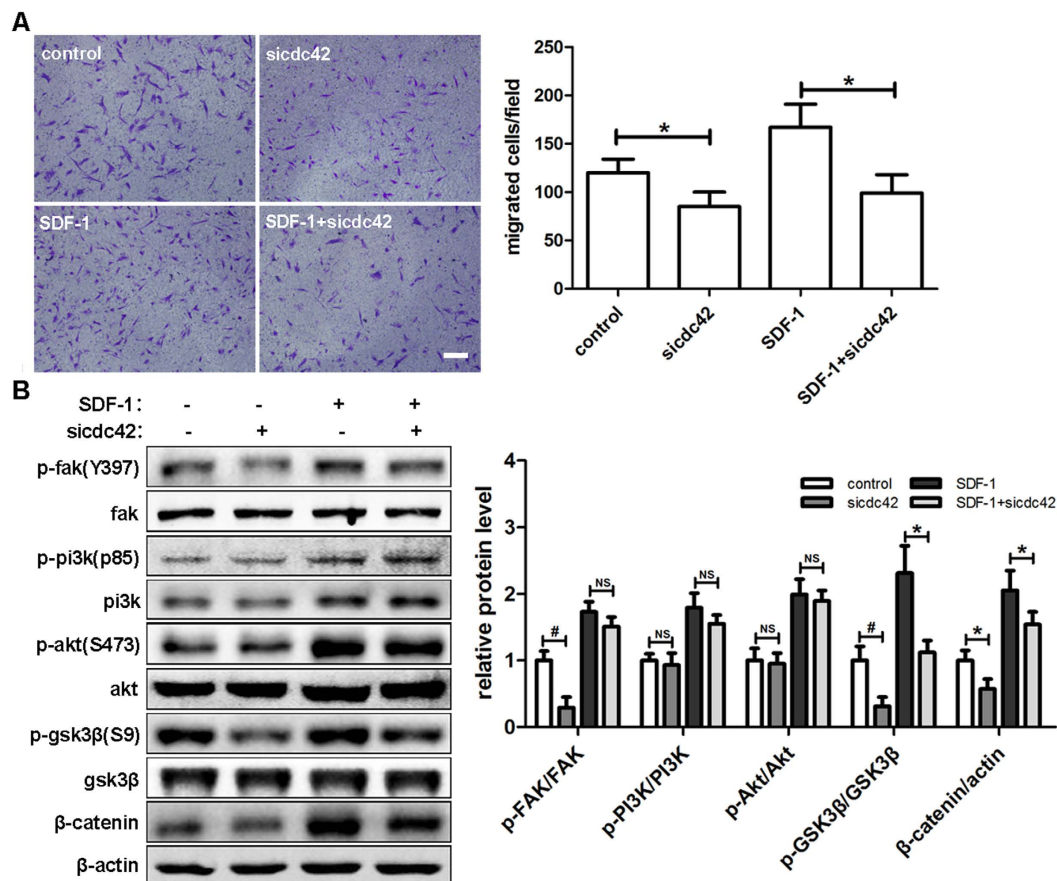 A
control
sicdc42
SDF-1
SDF-1+sicdc42
migrated cells/field
250
200
150
100
50
0
*
*
control
sicdc42
SDF-1
SDF-1+sicdc42
B
SDF-1: - - + +
sicdc42: - + - +
p-fak(Y397)
fak
p-pi3k(p85)
pi3k
p-akt(S473)
akt
p-gsk3β(S9)
gsk3β
β-catenin
β-actin
relative protein level
4
3
2
1
0
control
SDF-1
sicdc42
SDF-1+sicdc42
# NS
NS NS
NS NS
# *
* *
p-FAK/FAK
p-PI3K/PI3K
p-Akt/Akt
p-GSK3β/GSK3β
β-catenin/actin